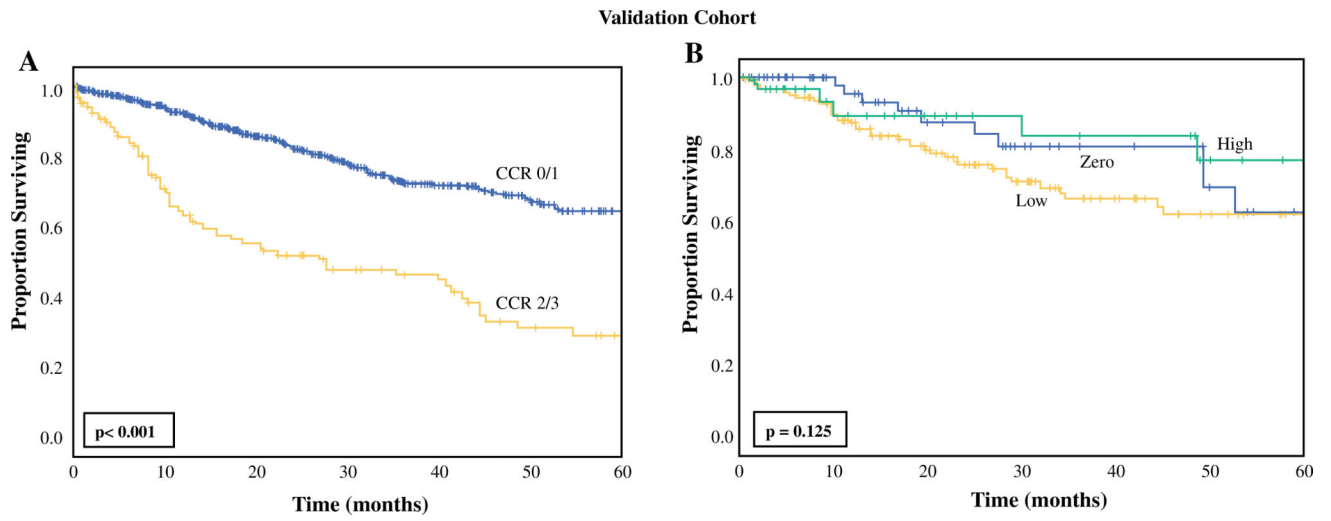 Validation Cohort
A
Proportion Surviving
1.0
0.8
0.6
0.4
0.2
0.0
CCR 0/1
CCR 2/3
p< 0.001
0 10 20 30 40 50 60
Time (months)
B
Proportion Surviving
1.0
0.8
0.6
0.4
0.2
0.0
High
Zero
Low
p = 0.125
0 10 20 30 40 50 60
Time (months)